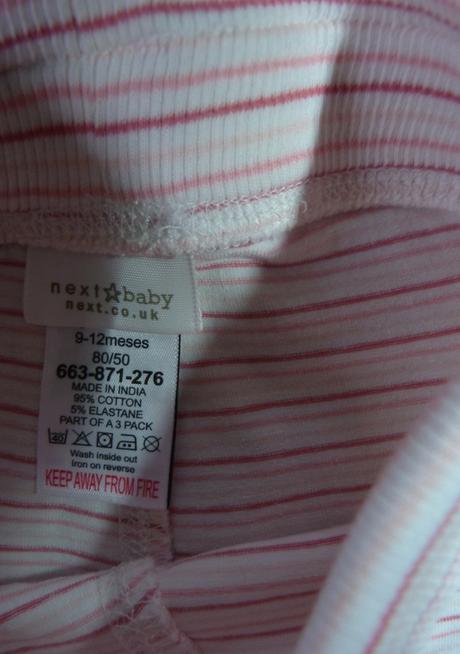 next☆baby
next.co.uk
9-12meses
80/50
663-871-276
MADE IN INDIA
95% COTTON
5% ELASTANE
PART OF A 3 PACK
40
Wash inside out
iron on reverse
KEEP AWAY FROM FIRE